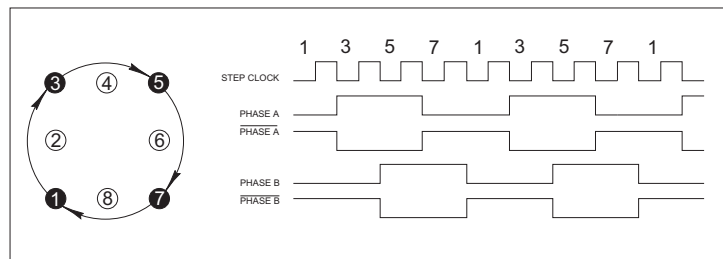 1 3 5 7 1 3 5 7 1
STEP CLOCK
3 4 5
PHASE A
PHASE A
2 6
PHASE B
1 8 7
PHASE B